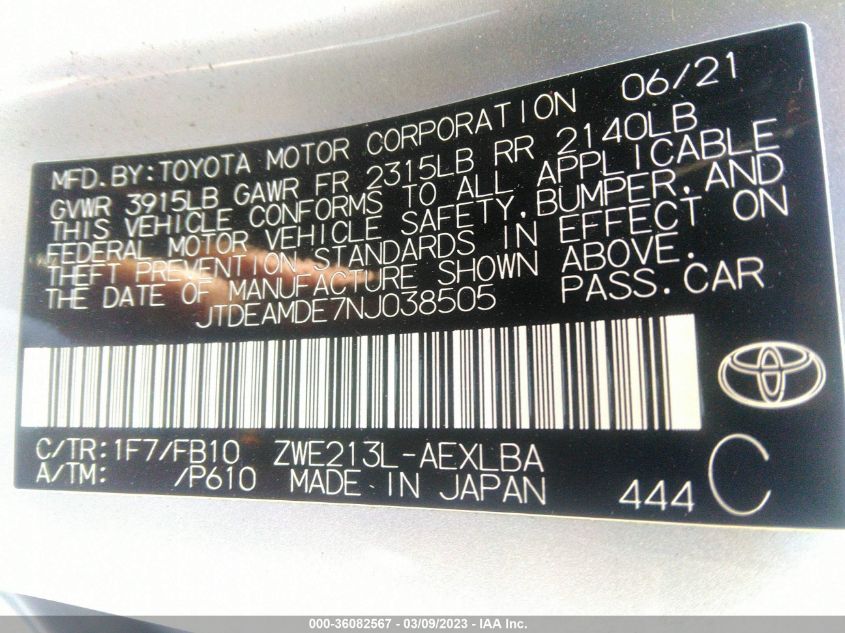 06/21
MFD. BY: TOYOTA MOTOR CORPORATION
GVWR 3915LB GAWR FR 2315LB RR 2140LB
THIS VEHICLE CONFORMS TO ALL APPLICABLE
FEDERAL MOTOR VEHICLE SAFETY, BUMPER, AND
THEFT PREVENTION STANDARDS IN EFFECT ON
THE DATE OF MANUFACTURE SHOWN ABOVE.
JTDEAMDE7NJ038505 PASS. CAR
C/TR: 1F7/FB10 ZWE213L-AEXLBA
A/TM: /P610 MADE IN JAPAN 444 C
000-36082567 - 03/09/2023 - IAA Inc.